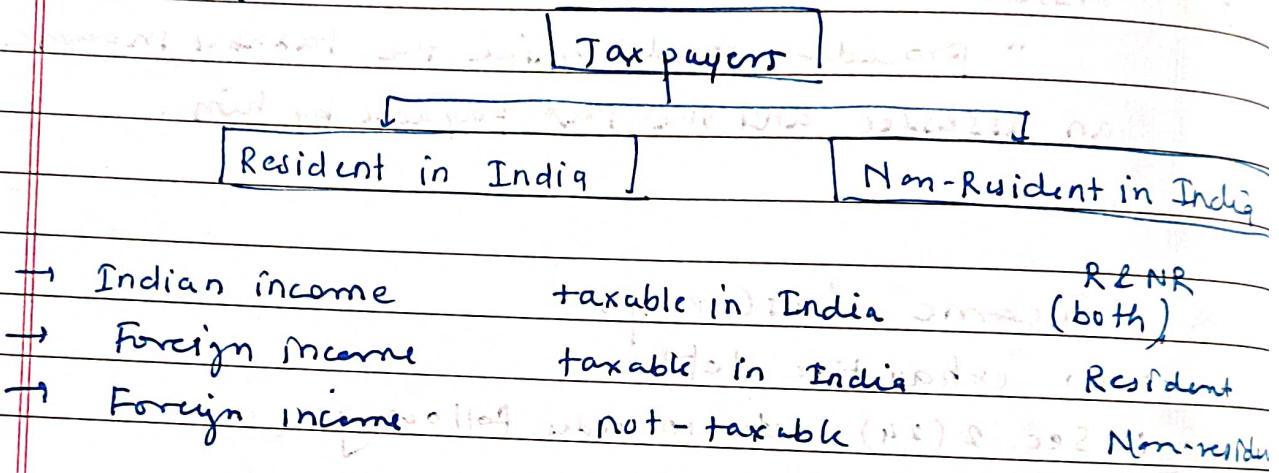 Tax payers
Resident in India Non-Resident in India
→ Indian income taxable in India R & NR (both)
→ Foreign income taxable in India Resident
→ Foreign income not-taxable